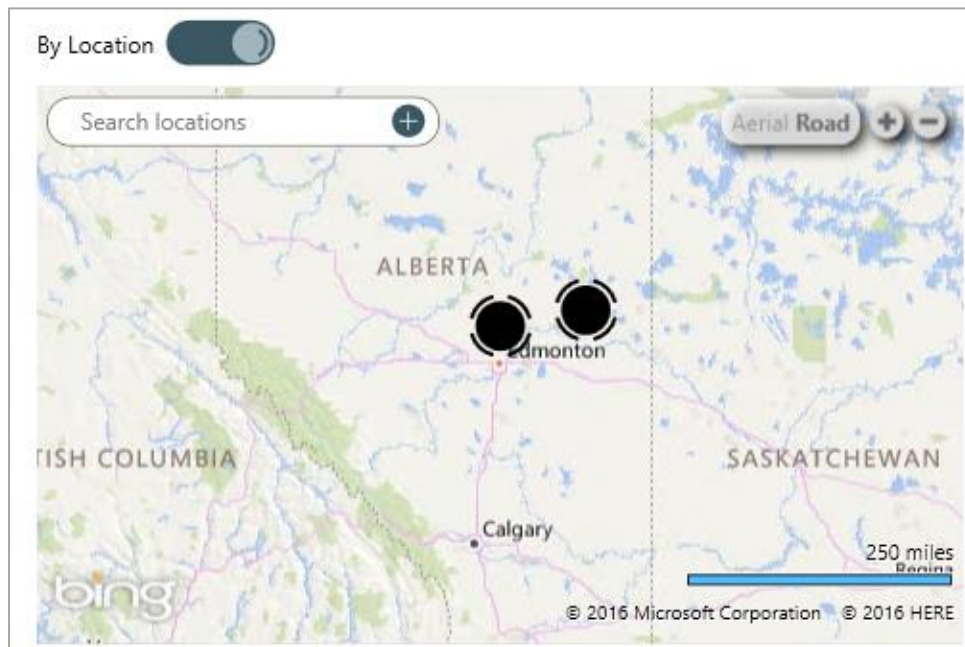 By Location
Search locations
Aerial Road
ALBERTA
Edmonton
TISH COLUMBIA
SASKATCHEWAN
Calgary
250 miles
Regina
bing
© 2016 Microsoft Corporation © 2016 HERE